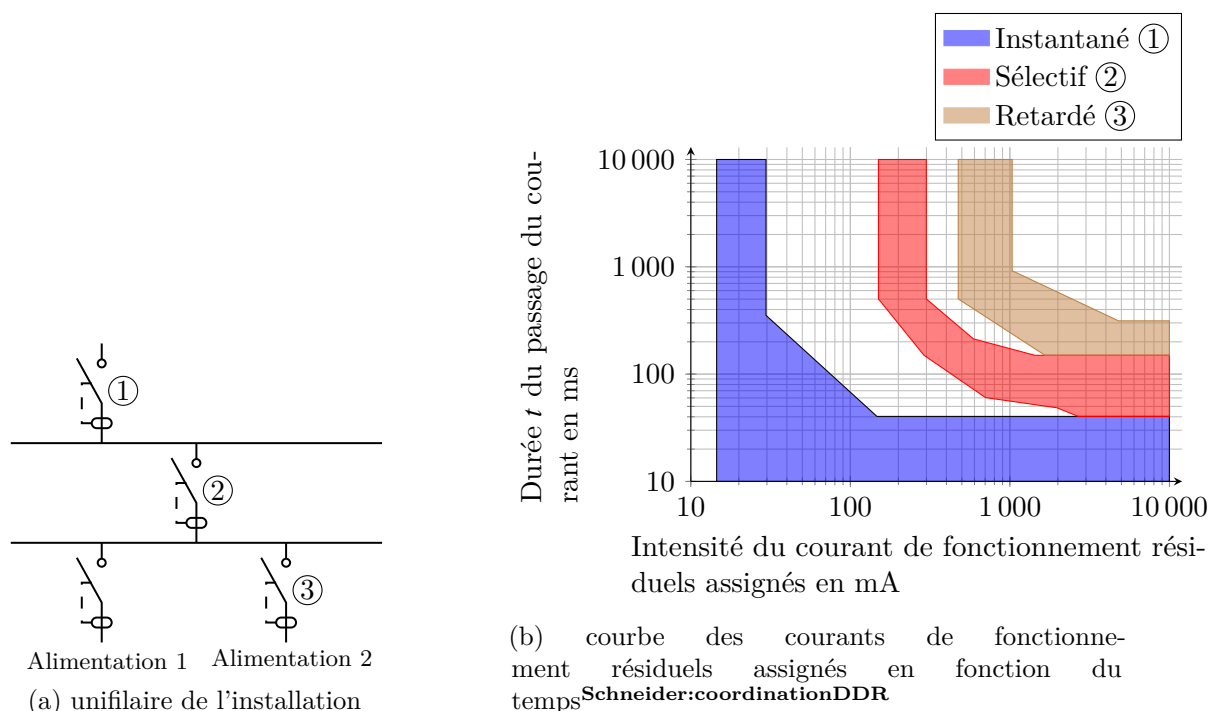 ①
②
③
Alimentation 1
Alimentation 2
(a) unifilaire de l'installation
Instantané ①
Sélectif ②
Retardé ③
Durée t du passage du cou-
rant en ms
10 000
1 000
100
10
10
100
1 000
10 000
Intensité du courant de fonctionnement rési-
duels assignés en mA
(b) courbe des courants de fonctionne-
ment résiduels assignés en fonction du
tempsSchneider:coordinationDDR